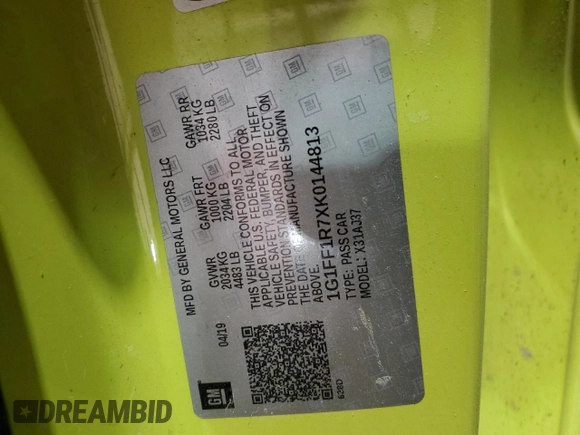 MFD BY GENERAL MOTORS LLC
04/19
GVWR GAWR FRT GAWR RR
2034 KG 1000 KG 1034 KG
4483 LB 2204 LB 2280 LB
THIS VEHICLE CONFORMS TO ALL
APPLICABLE U.S. FEDERAL MOTOR
VEHICLE SAFETY, BUMPER, AND THEFT
PREVENTION STANDARDS IN EFFECT ON
THE DATE OF MANUFACTURE SHOWN
ABOVE.
1G1FF1R7XK0144813
TYPE: PASS CAR
MODEL: X31AJ37
GM
628D
DREAMBID